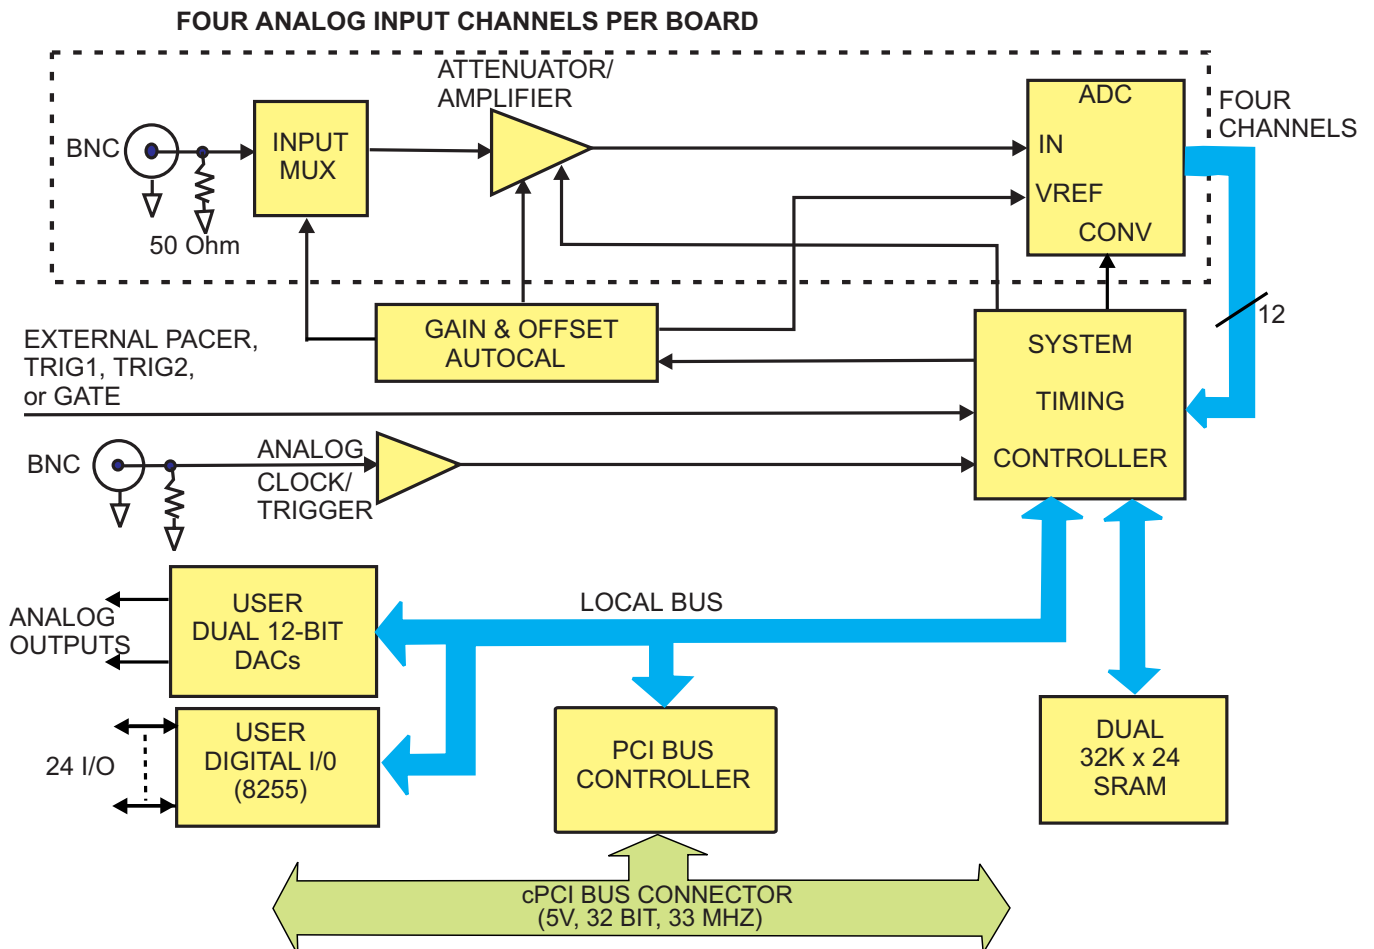 FOUR ANALOG INPUT CHANNELS PER BOARD
ATTENUATOR/
AMPLIFIER
ADC
FOUR
CHANNELS
BNC
INPUT
MUX
IN
VREF
CONV
50 Ohm
12
GAIN & OFFSET
AUTOCAL
EXTERNAL PACER,
TRIG1, TRIG2,
or GATE
SYSTEM
TIMING
CONTROLLER
BNC
ANALOG
CLOCK/
TRIGGER
ANALOG
OUTPUTS
USER
DUAL 12-BIT
DACs
LOCAL BUS
24 I/O
USER
DIGITAL I/0
(8255)
PCI BUS
CONTROLLER
DUAL
32K x 24
SRAM
cPCI BUS CONNECTOR
(5V, 32 BIT, 33 MHZ)